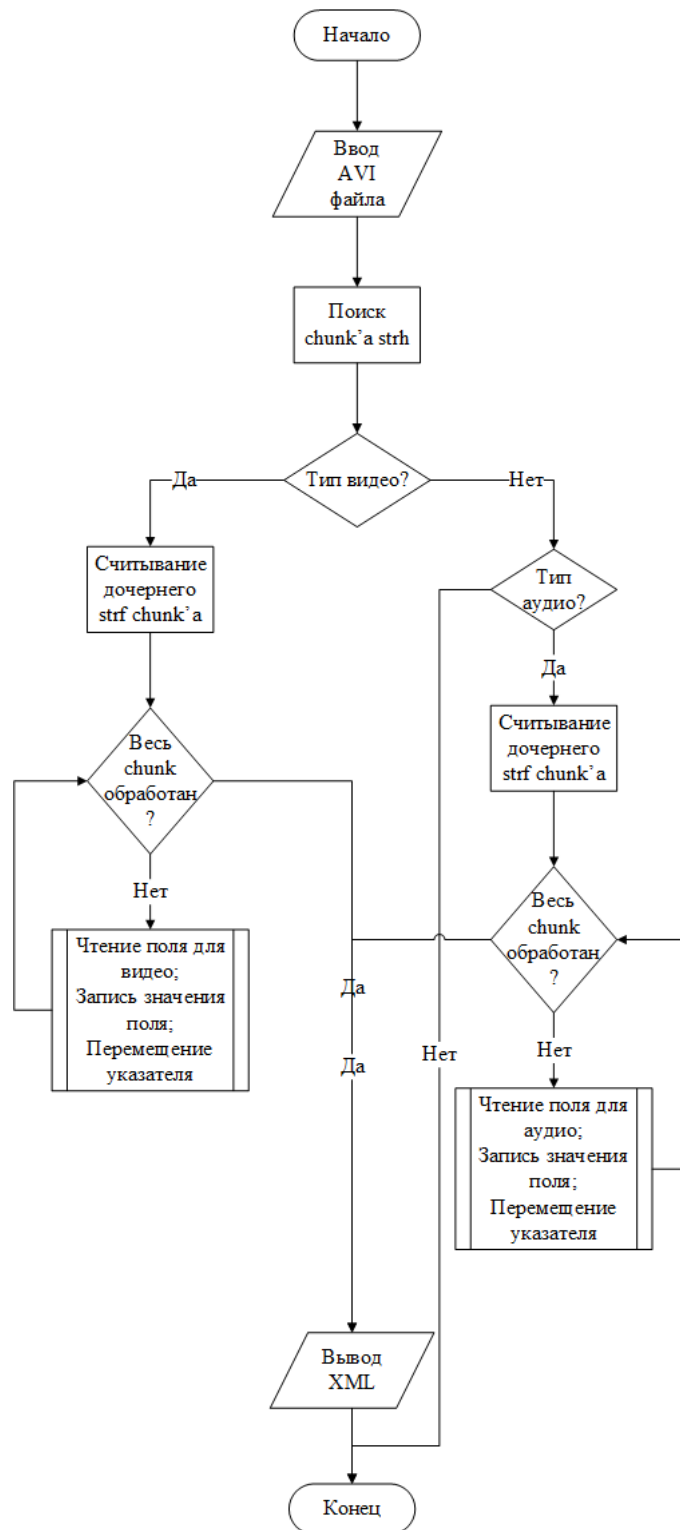 Начало
Ввод
AVI
файла
Поиск
chunk’а strh
Тип видео?
Да
Нет
Считывание
дочернего
strf chunk’а
Тип
аудио?
Да
Весь
chunk
обработан
?
Считывание
дочернего
strf chunk’а
Нет
Весь
chunk
обработан
?
Чтение поля для
видео;
Запись значения
поля;
Перемещение
указателя
Да
Да
Нет
Нет
Чтение поля для
аудио;
Запись значения
поля;
Перемещение
указателя
Вывод
XML
Конец